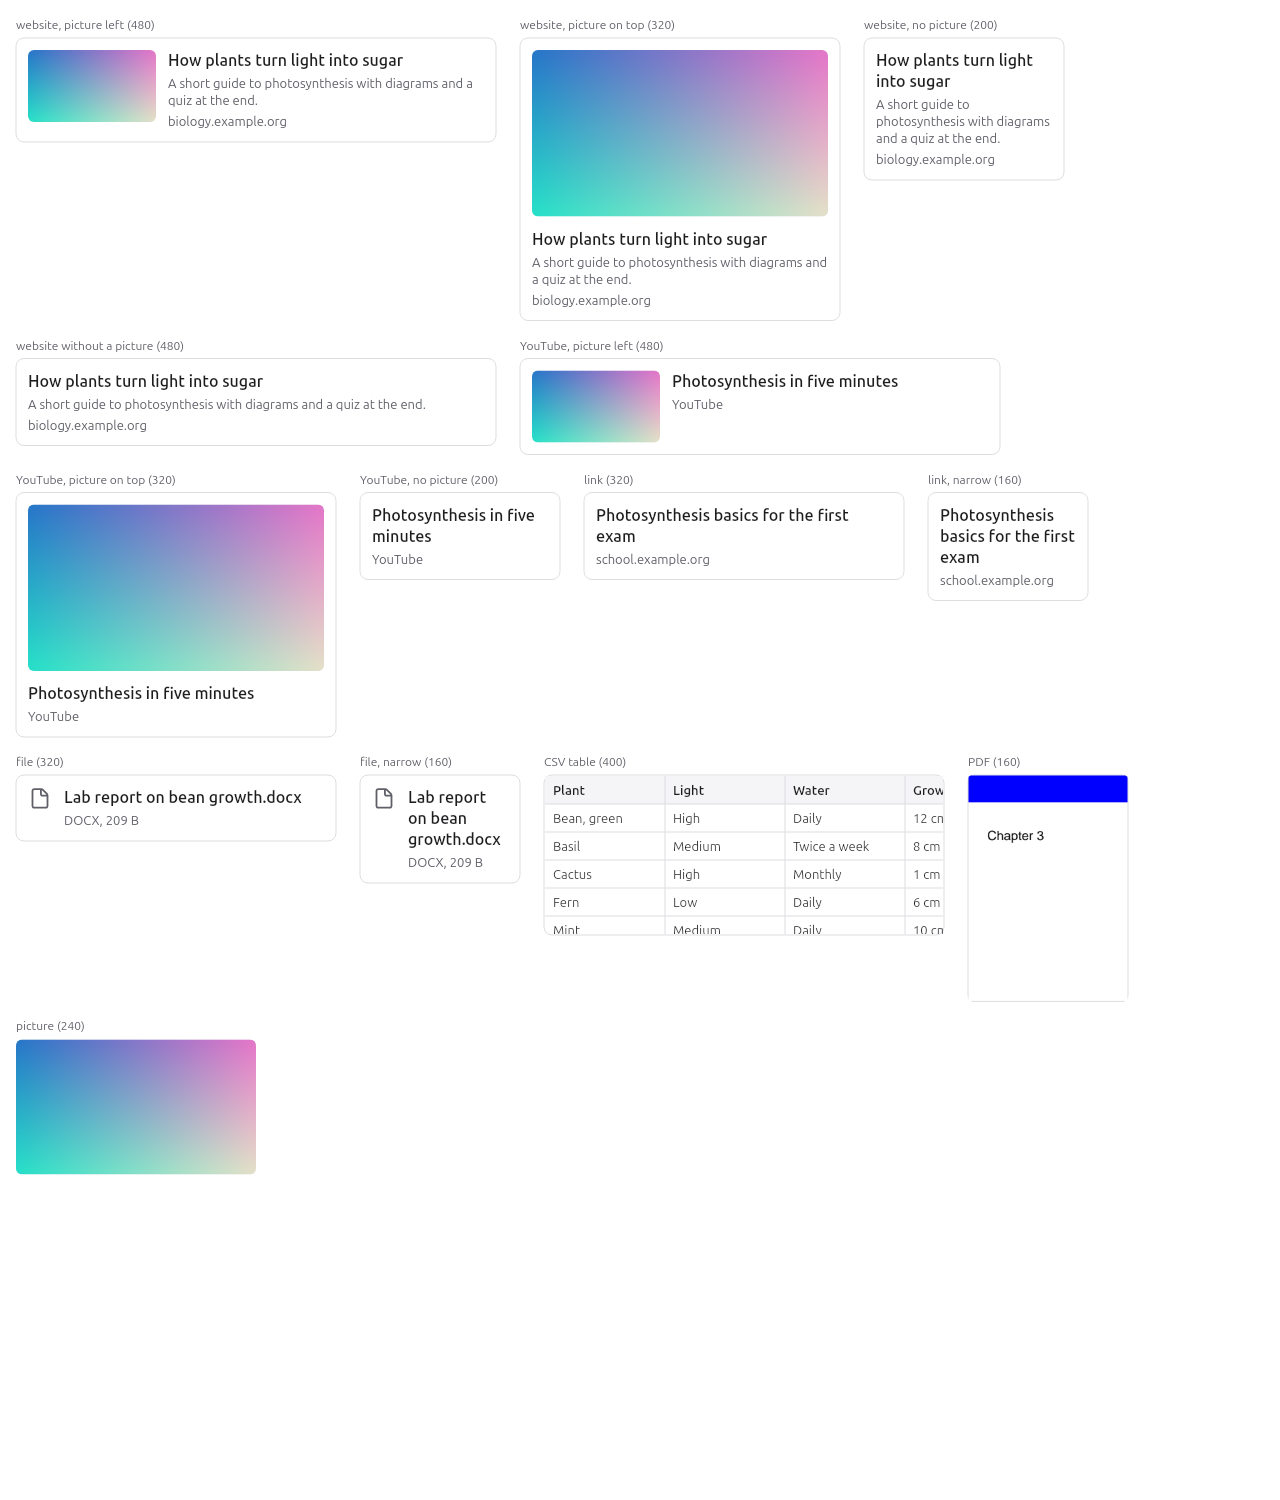 website, picture left (480)
How plants turn light into sugar
A short guide to photosynthesis with diagrams and a
quiz at the end.
biology.example.org
website, picture on top (320)
How plants turn light into sugar
A short guide to photosynthesis with diagrams and
a quiz at the end.
biology.example.org
website, no picture (200)
How plants turn light
into sugar
A short guide to
photosynthesis with diagrams
and a quiz at the end.
biology.example.org
website without a picture (480)
How plants turn light into sugar
A short guide to photosynthesis with diagrams and a quiz at the end.
biology.example.org
YouTube, picture left (480)
Photosynthesis in five minutes
YouTube
YouTube, picture on top (320)
Photosynthesis in five minutes
YouTube
YouTube, no picture (200)
Photosynthesis in five
minutes
YouTube
link (320)
Photosynthesis basics for the first
exam
school.example.org
link, narrow (160)
Photosynthesis
basics for the first
exam
school.example.org
file (320)
Lab report on bean growth.docx
DOCX, 209 B
file, narrow (160)
Lab report
on bean
growth.docx
DOCX, 209 B
CSV table (400)
Plant Light Water Grow
Bean, green High Daily 12 cm
Basil Medium Twice a week 8 cm
Cactus High Monthly 1 cm
Fern Low Daily 6 cm
Mint Medium Daily 10 cm
PDF (160)
Chapter 3
picture (240)